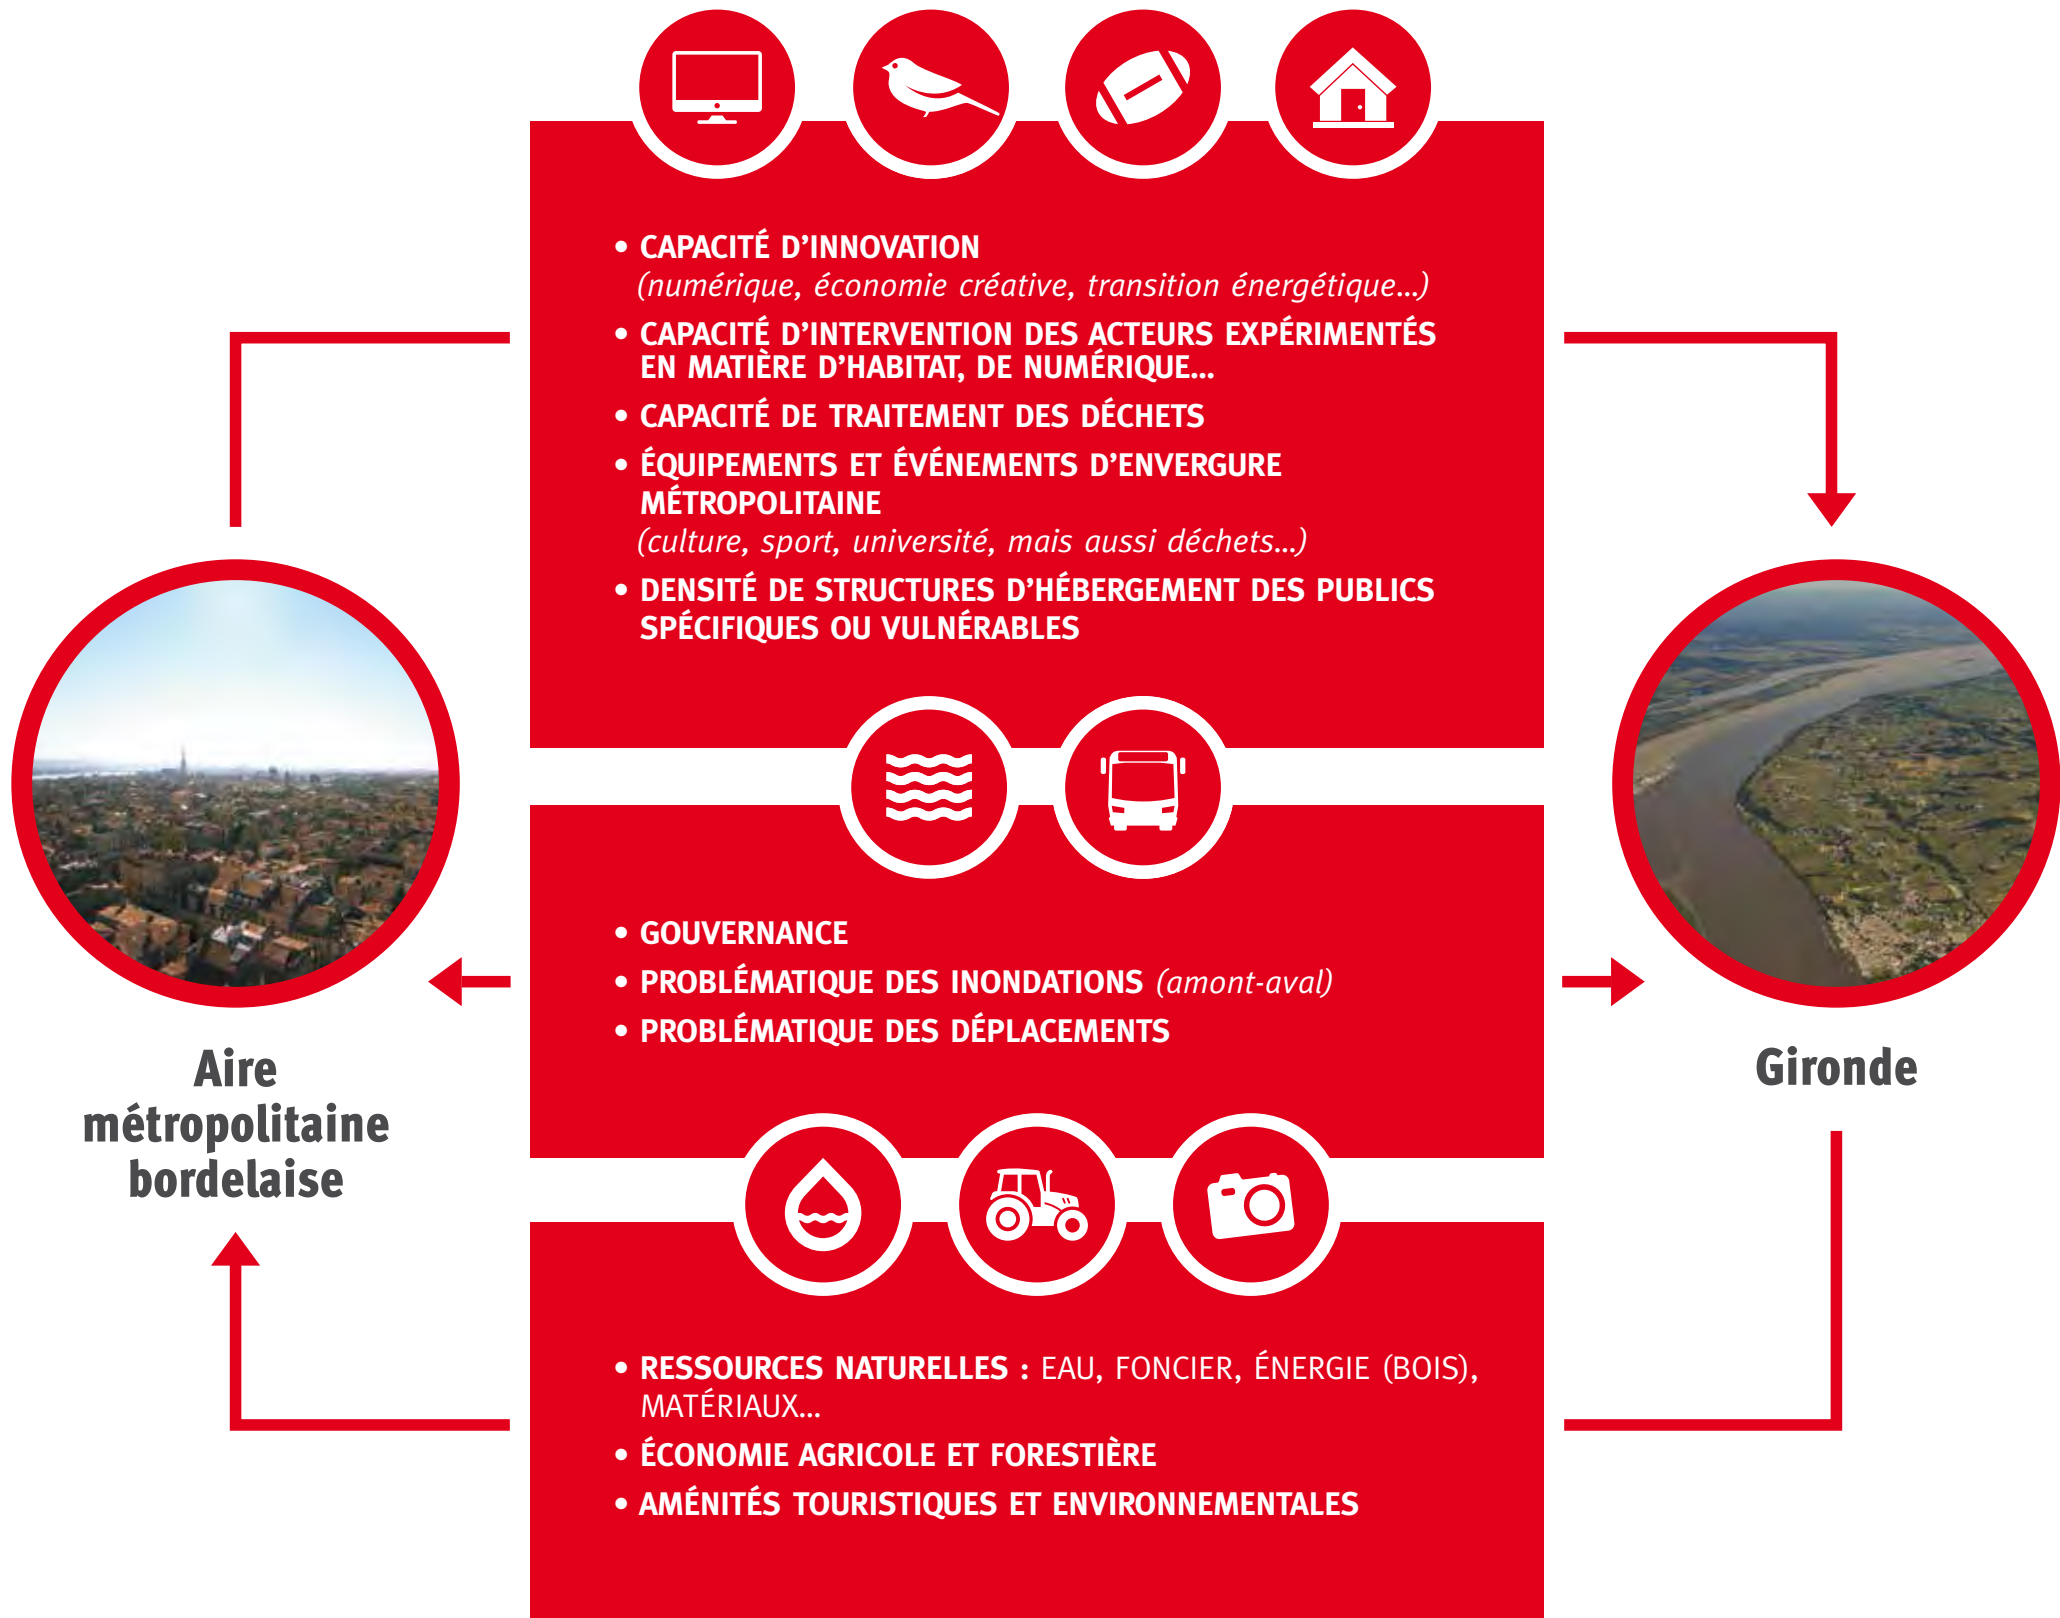 • CAPACITÉ D’INNOVATION
(numérique, économie créative, transition énergétique...)
• CAPACITÉ D’INTERVENTION DES ACTEURS EXPÉRIMENTÉS
EN MATIÈRE D’HABITAT, DE NUMÉRIQUE...
• CAPACITÉ DE TRAITEMENT DES DÉCHETS
• ÉQUIPEMENTS ET ÉVÉNEMENTS D’ENVERGURE
MÉTROPOLITAINE
(culture, sport, université, mais aussi déchets...)
• DENSITÉ DE STRUCTURES D’HÉBERGEMENT DES PUBLICS
SPÉCIFIQUES OU VULNÉRABLES
• GOUVERNANCE
• PROBLÉMATIQUE DES INONDATIONS (amont-aval)
• PROBLÉMATIQUE DES DÉPLACEMENTS
Aire
métropolitaine
bordelaise
Gironde
• RESSOURCES NATURELLES : EAU, FONCIER, ÉNERGIE (BOIS),
MATÉRIAUX...
• ÉCONOMIE AGRICOLE ET FORESTIÈRE
• AMÉNITÉS TOURISTIQUES ET ENVIRONNEMENTALES